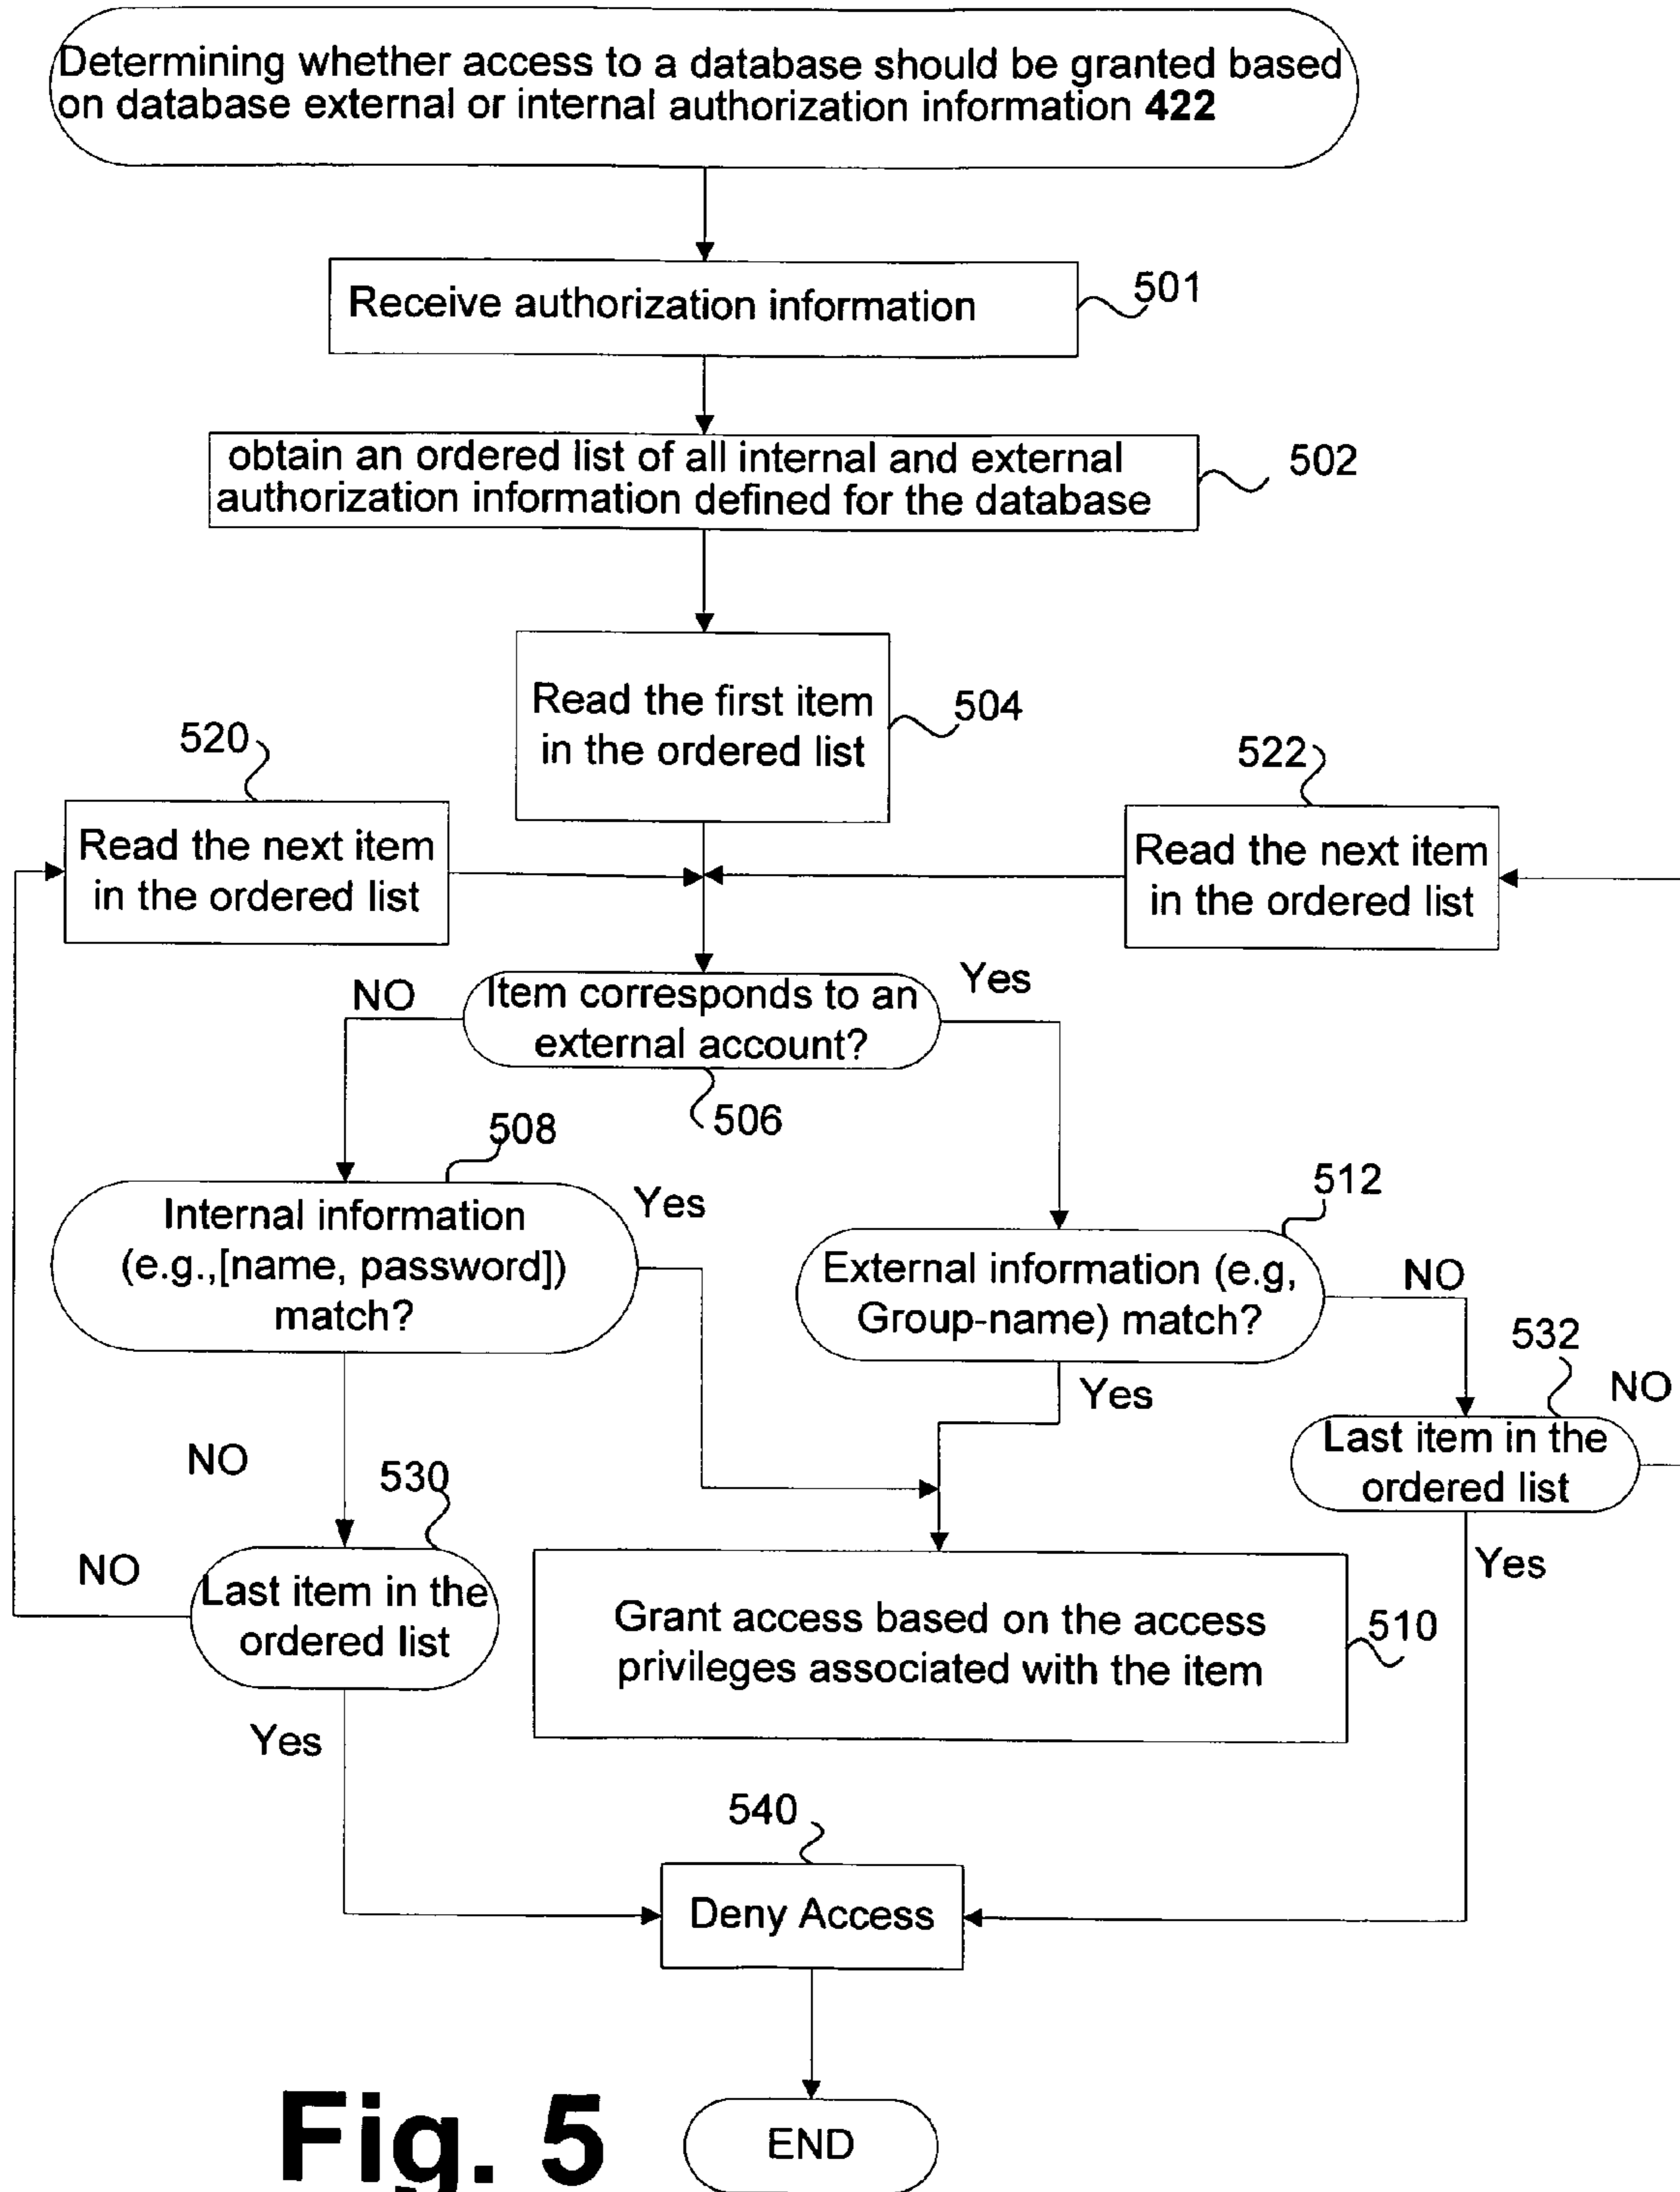 Determining whether access to a database should be granted based
on database external or internal authorization information 422
Receive authorization information
501
obtain an ordered list of all internal and external
authorization information defined for the database
502
Read the first item
in the ordered list
504
520
Read the next item
in the ordered list
522
Read the next item
in the ordered list
NO
Item corresponds to an
external account?
Yes
506
508
Internal information
(e.g.,[name, password])
match?
Yes
512
External information (e.g,
Group-name) match?
NO
Yes
532
NO
Last item in the
ordered list
Yes
NO
530
NO
Last item in the
ordered list
Yes
Grant access based on the access
privileges associated with the item
510
540
Deny Access
END
Fig. 5